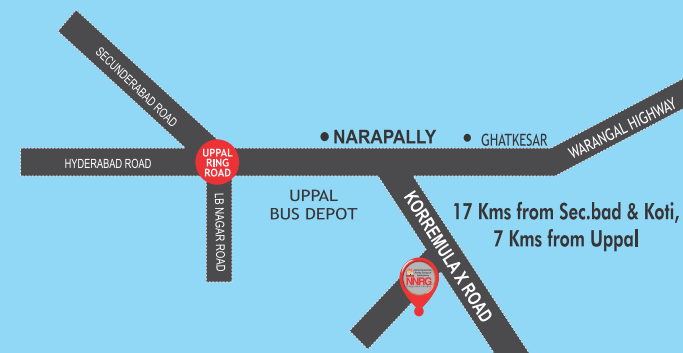 SECUNDERABAD ROAD
HYDERABAD ROAD
UPPAL
RING
ROAD
LB NAGAR ROAD
NARAPALLY
GHATKESAR
WARANGAL HIGHWAY
UPPAL
BUS DEPOT
KORREMULA X ROAD
17 Kms from Sec.bad & Koti,
7 Kms from Uppal
NNRG